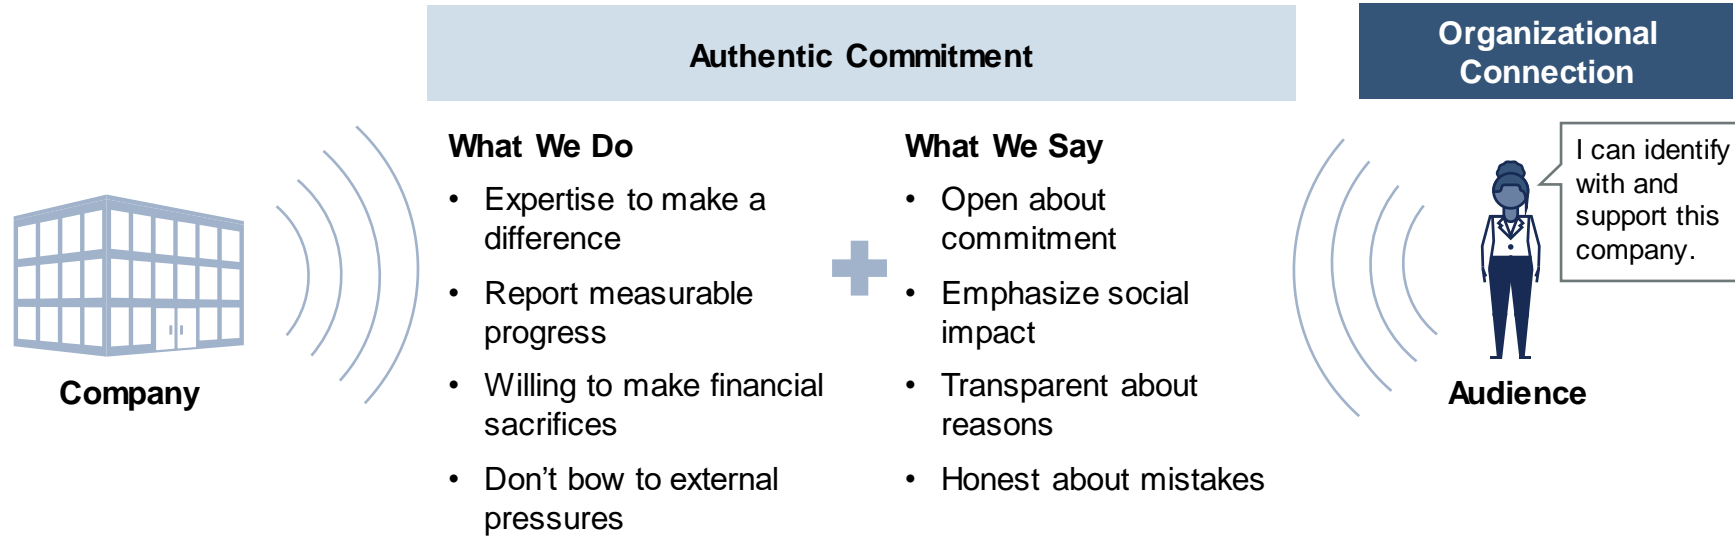 Authentic Commitment
Organizational
Connection
What We Do
• Expertise to make a
difference
• Report measurable
progress
• Willing to make financial
sacrifices
• Don’t bow to external
pressures
What We Say
• Open about
commitment
• Emphasize social
impact
• Transparent about
reasons
• Honest about mistakes
I can identify
with and
support this
company.
Company
Audience